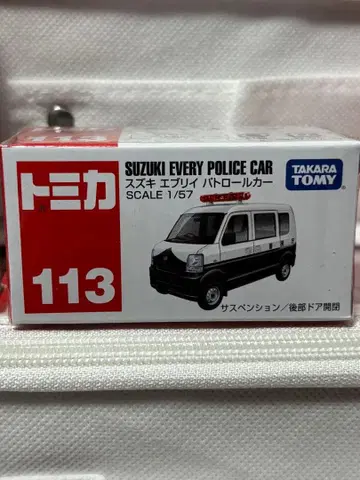 113
トミカ
113
SUZUKI EVERY POLICE CAR
スズキ エブリイ パトロールカー
SCALE 1/57
TAKARA
TOMY
サスペンション／後部ドア開閉